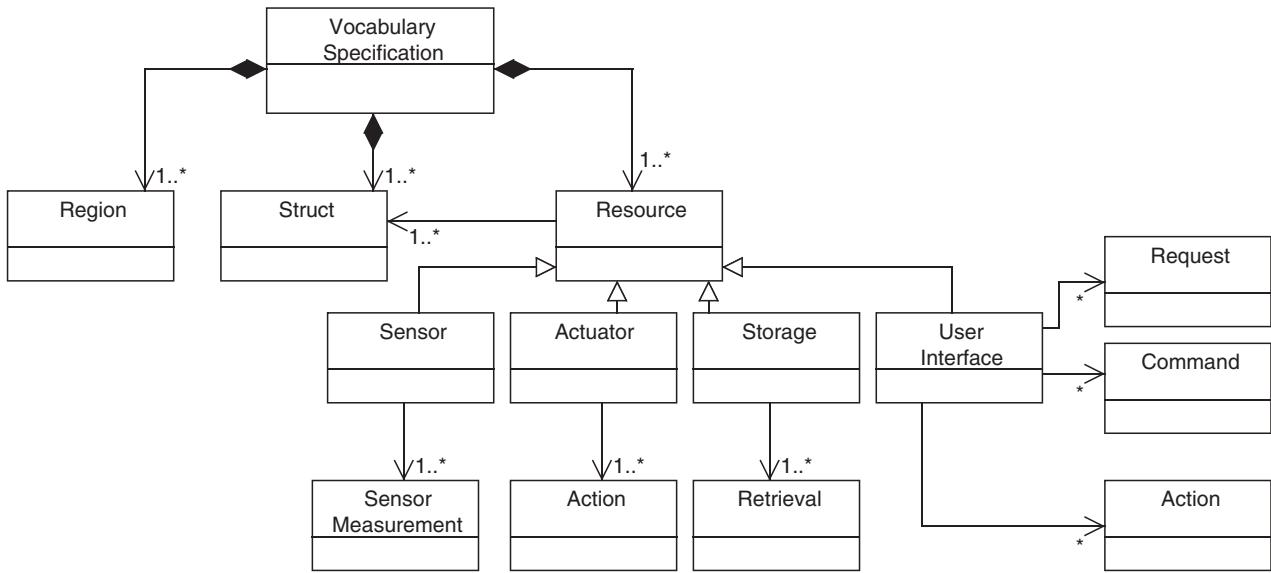 Vocabulary
Specification
1..*
1..*
1..*
Region
Struct
Resource
1..*
Request
*
Sensor
Actuator
Storage
User
Interface
Command
*
1..*
1..*
1..*
Sensor
Measurement
Action
Retrieval
Action
*